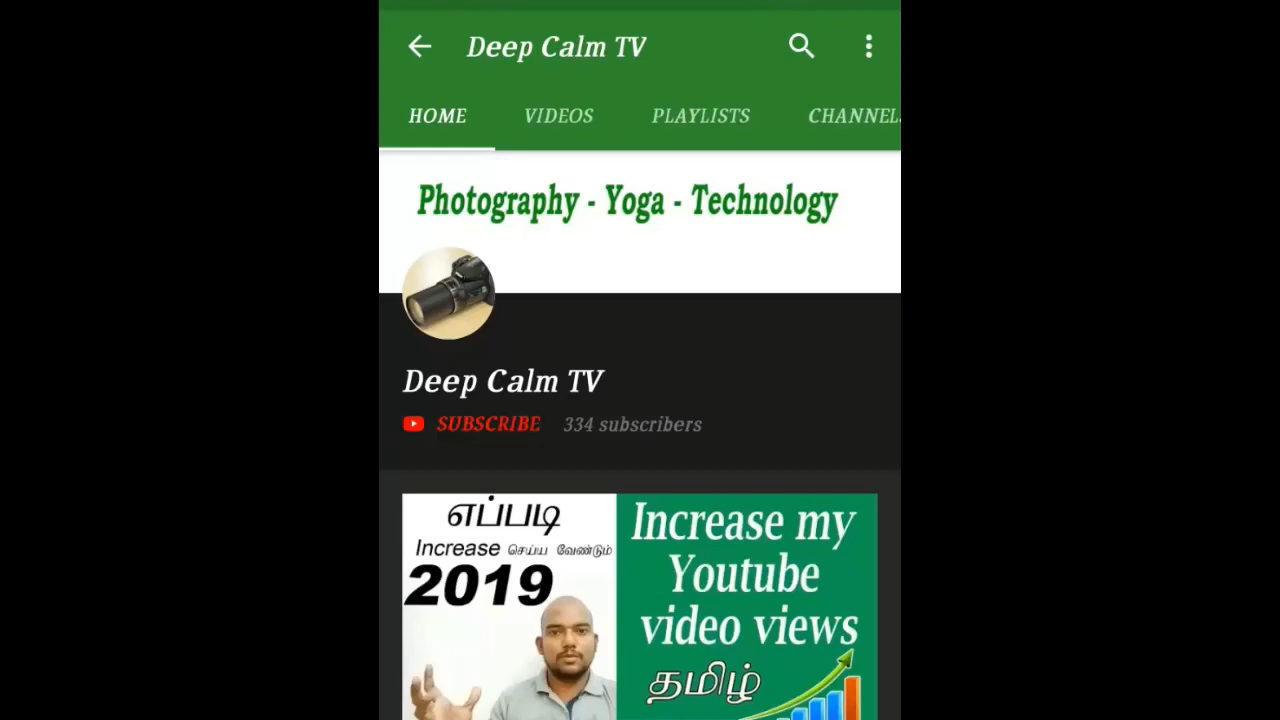 Deep Calm TV
HOME VIDEOS PLAYLISTS CHANNELS
Photography - Yoga - Technology
Deep Calm TV
SUBSCRIBE 334 subscribers
எப்படி
Increase செய்ய வேண்டும்
2019
Increase my
Youtube
video views
தமிழ்